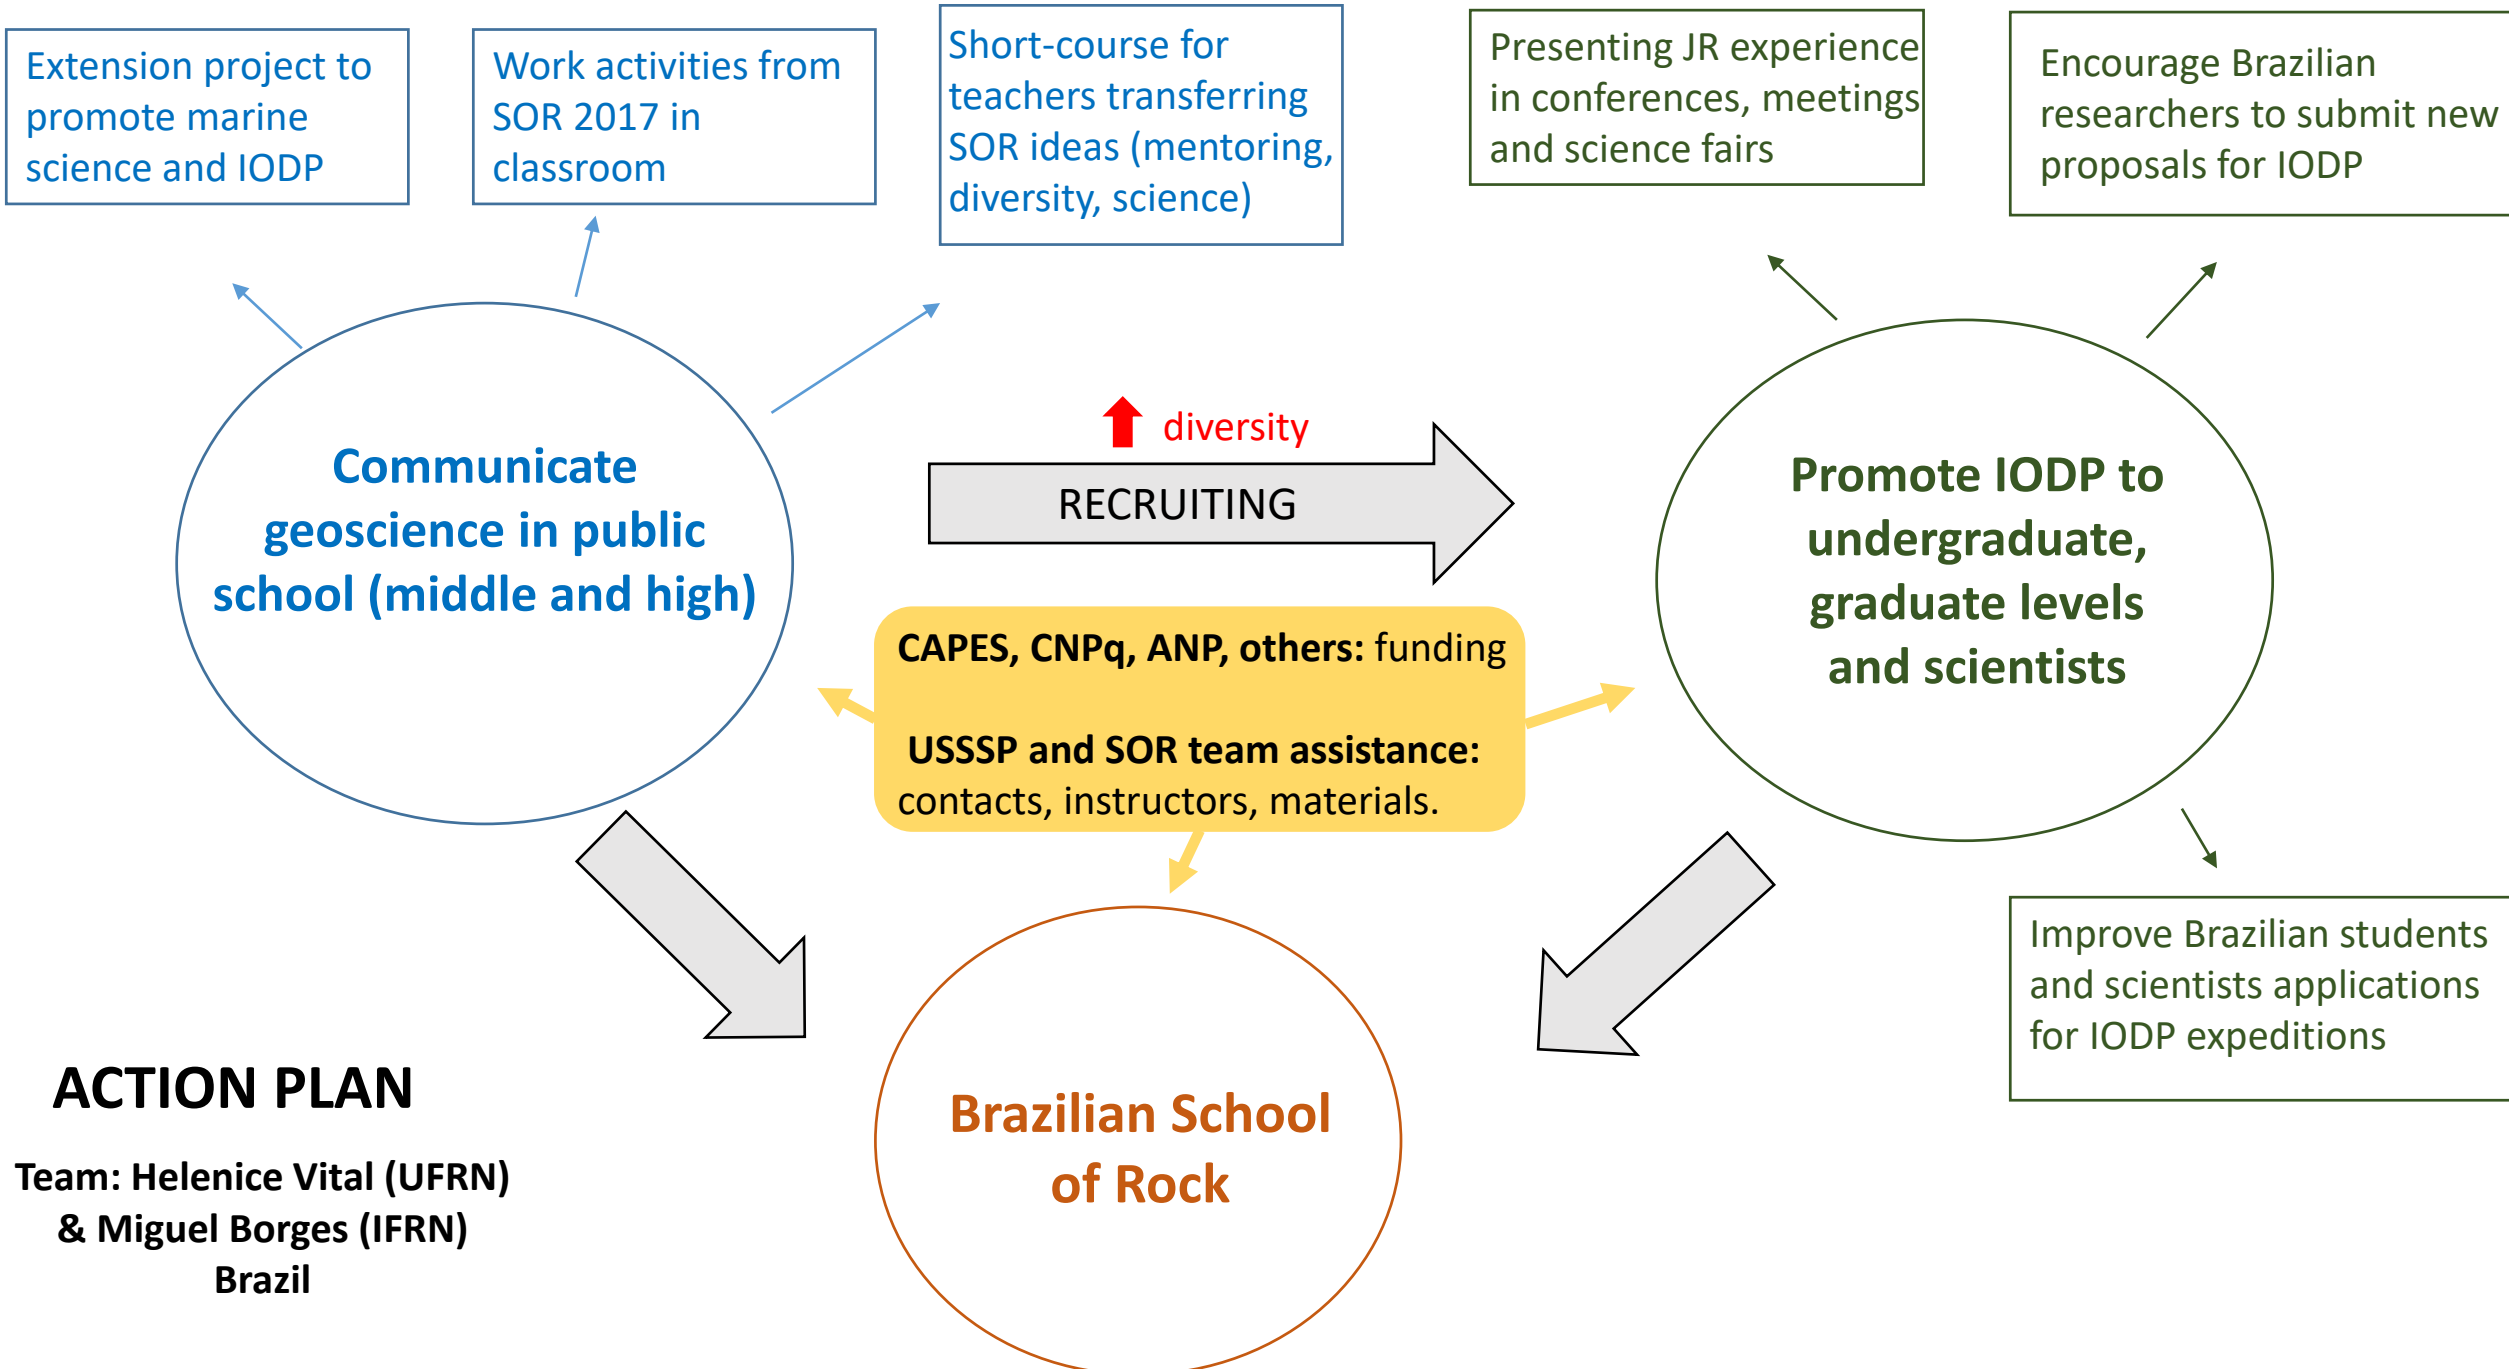 Extension project to
promote marine
science and IODP
Work activities from
SOR 2017 in
classroom
Short-course for
teachers transferring
SOR ideas (mentoring,
diversity, science)
Presenting JR experience
in conferences, meetings
and science fairs
Encourage Brazilian
researchers to submit new
proposals for IODP
Communicate
geoscience in public
school (middle and high)
diversity
RECRUITING
Promote IODP to
undergraduate,
graduate levels
and scientists
CAPES, CNPq, ANP, others: funding
USSSP and SOR team assistance:
contacts, instructors, materials.
Improve Brazilian students
and scientists applications
for IODP expeditions
Brazilian School
of Rock
ACTION PLAN
Team: Helenice Vital (UFRN)
& Miguel Borges (IFRN)
Brazil